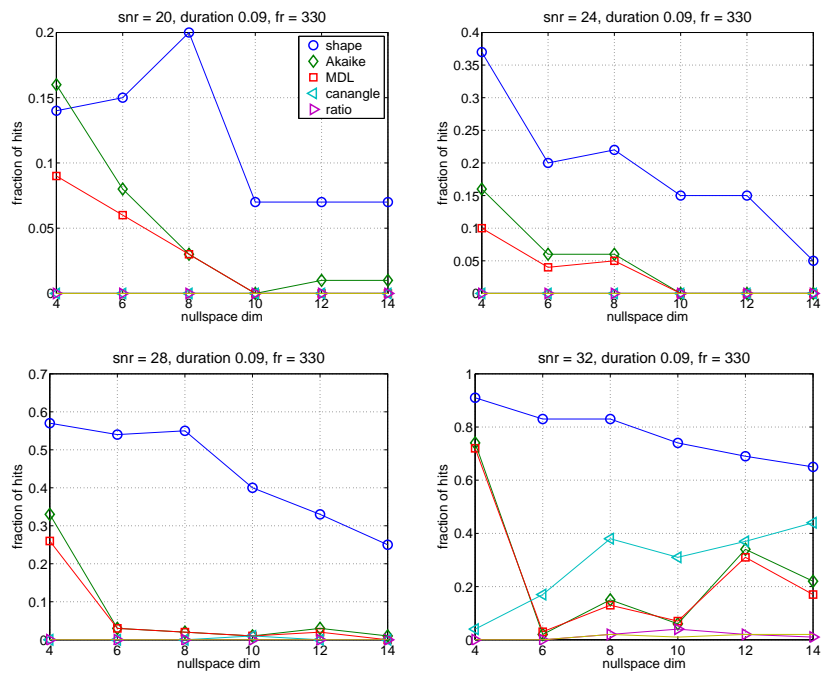 snr = 20, duration 0.09, fr = 330
0.2
0.15
0.1
0.05
0
fraction of hits
4 6 8 10 12 14
nullspace dim
shape
Akaike
MDL
canangle
ratio
snr = 24, duration 0.09, fr = 330
0.4
0.35
0.3
0.25
0.2
0.15
0.1
0.05
0
fraction of hits
4 6 8 10 12 14
nullspace dim
snr = 28, duration 0.09, fr = 330
0.7
0.6
0.5
0.4
0.3
0.2
0.1
0
fraction of hits
4 6 8 10 12 14
nullspace dim
snr = 32, duration 0.09, fr = 330
1
0.8
0.6
0.4
0.2
0
fraction of hits
4 6 8 10 12 14
nullspace dim